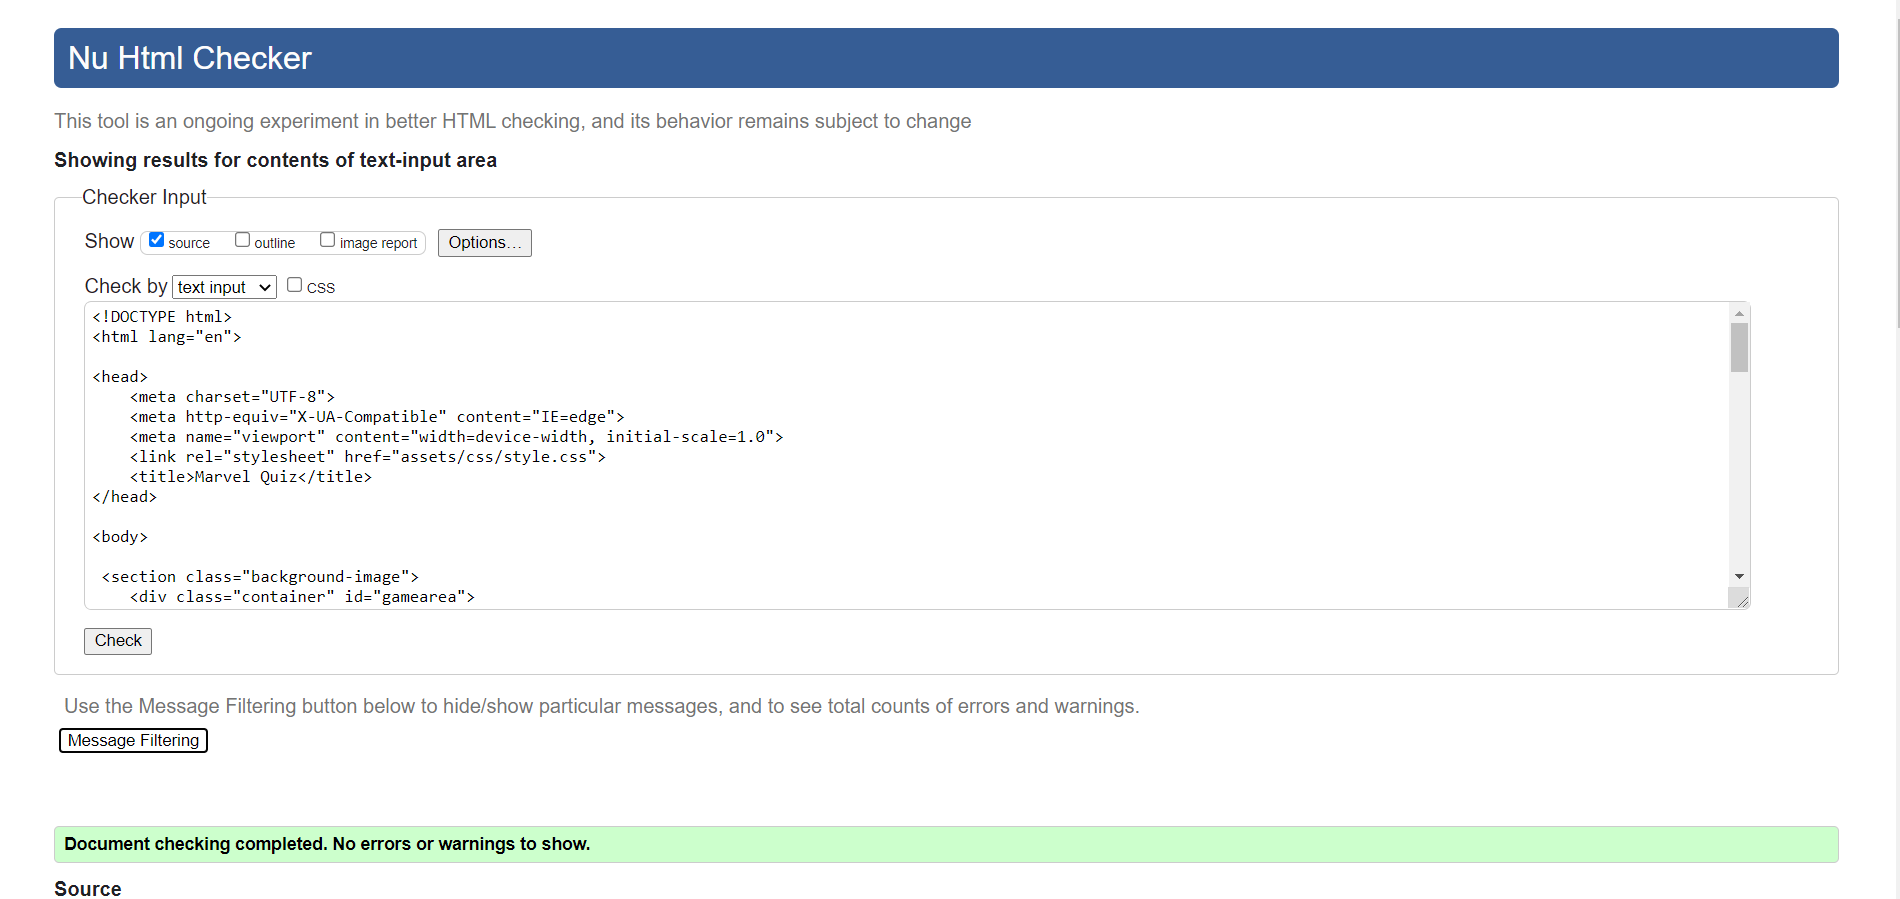 Nu Html Checker
This tool is an ongoing experiment in better HTML checking, and its behavior remains subject to change
Showing results for contents of text-input area
Checker Input
Show source outline image report Options...
Check by text input CSS
<!DOCTYPE html>
<html lang="en">
<head>
    <meta charset="UTF-8">
    <meta http-equiv="X-UA-Compatible" content="IE=edge">
    <meta name="viewport" content="width=device-width, initial-scale=1.0">
    <link rel="stylesheet" href="assets/css/style.css">
    <title>Marvel Quiz</title>
</head>
<body>
 <section class="background-image">
    <div class="container" id="gamearea">
Check
Use the Message Filtering button below to hide/show particular messages, and to see total counts of errors and warnings.
Message Filtering
Document checking completed. No errors or warnings to show.
Source